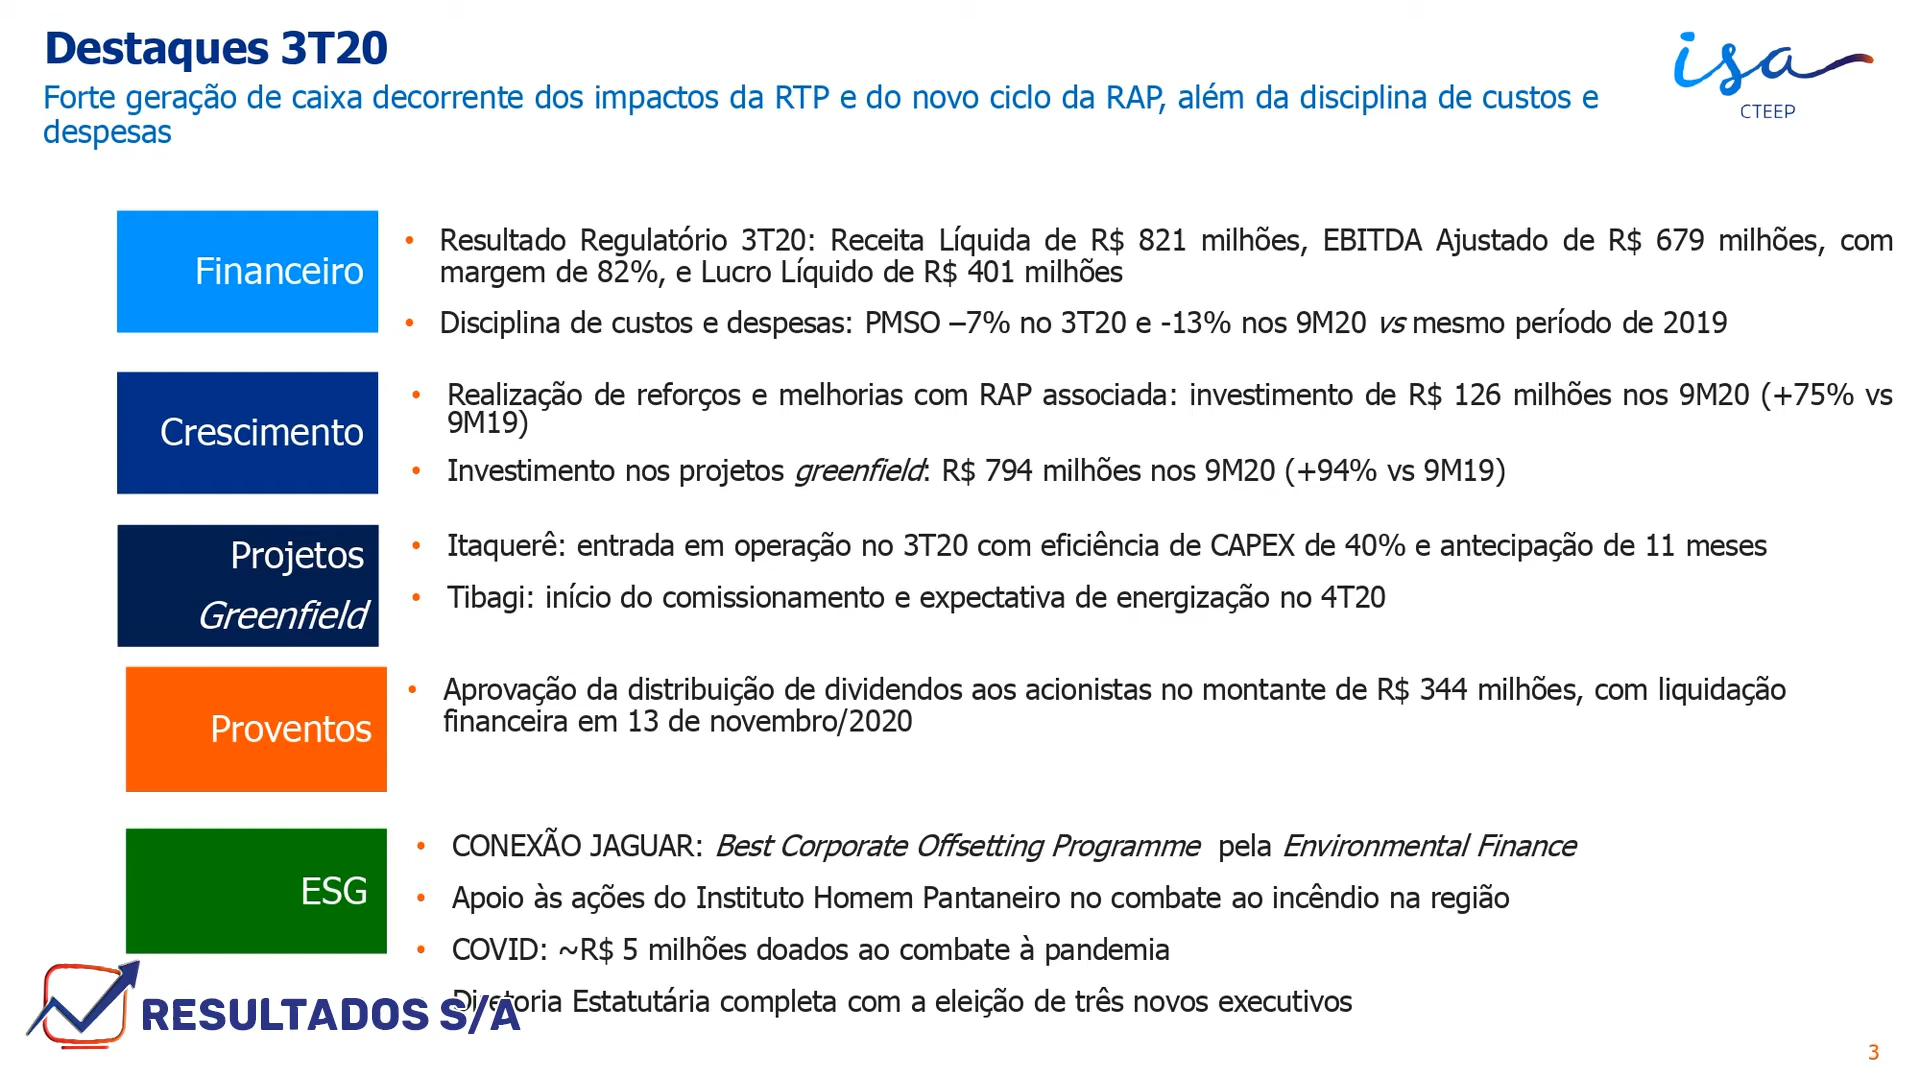 Destaques 3T20
Forte geração de caixa decorrente dos impactos da RTP e do novo ciclo da RAP, além da disciplina de custos e
despesas
isa
CTEEP
Financeiro
• Resultado Regulatório 3T20: Receita Líquida de R$ 821 milhões, EBITDA Ajustado de R$ 679 milhões, com
margem de 82%, e Lucro Líquido de R$ 401 milhões
• Disciplina de custos e despesas: PMSO –7% no 3T20 e -13% nos 9M20 vs mesmo período de 2019
Crescimento
• Realização de reforços e melhorias com RAP associada: investimento de R$ 126 milhões nos 9M20 (+75% vs
9M19)
• Investimento nos projetos greenfield: R$ 794 milhões nos 9M20 (+94% vs 9M19)
Projetos
Greenfield
• Itaquerê: entrada em operação no 3T20 com eficiência de CAPEX de 40% e antecipação de 11 meses
• Tibagi: início do comissionamento e expectativa de energização no 4T20
Proventos
• Aprovação da distribuição de dividendos aos acionistas no montante de R$ 344 milhões, com liquidação
financeira em 13 de novembro/2020
ESG
• CONEXÃO JAGUAR: Best Corporate Offsetting Programme pela Environmental Finance
• Apoio às ações do Instituto Homem Pantaneiro no combate ao incêndio na região
• COVID: ~R$ 5 milhões doados ao combate à pandemia
Diretoria Estatutária completa com a eleição de três novos executivos
RESULTADOS S/A
3